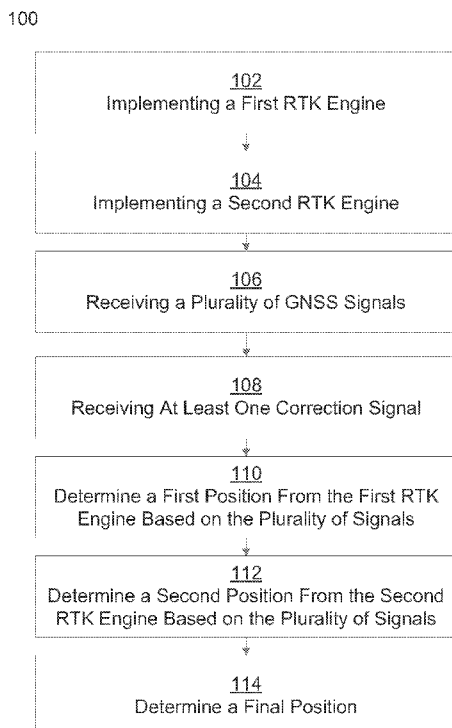 100
102
Implementing a First RTK Engine
104
Implementing a Second RTK Engine
106
Receiving a Plurality of GNSS Signals
108
Receiving At Least One Correction Signal
110
Determine a First Position From the First RTK
Engine Based on the Plurality of Signals
112
Determine a Second Position From the Second
RTK Engine Based on the Plurality of Signals
114
Determine a Final Position